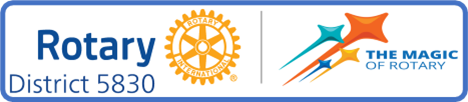 Rotary
District 5830
ROTARY
INTERNATIONAL
®
THE MAGIC
OF ROTARY